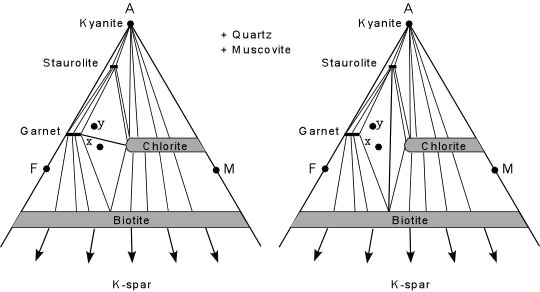 A
Kyanite
Staurolite
Garnet
y
x
Chlorite
F
M
Biotite
K-spar
+ Quartz
+ Muscovite
A
Kyanite
Staurolite
Garnet
y
x
Chlorite
F
M
Biotite
K-spar